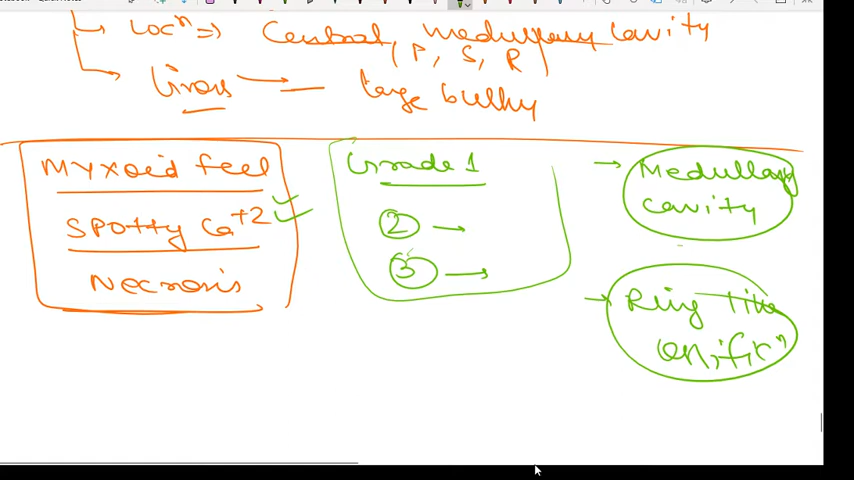 Locⁿ => Central, medullary cavity
(P, S, R)
Gross → large bulky
Myxoid feel
Spotty Ca+2
Necrosis
Grade 1
② →
③ →
→ Medullary cavity
→ Ring like ossificⁿ